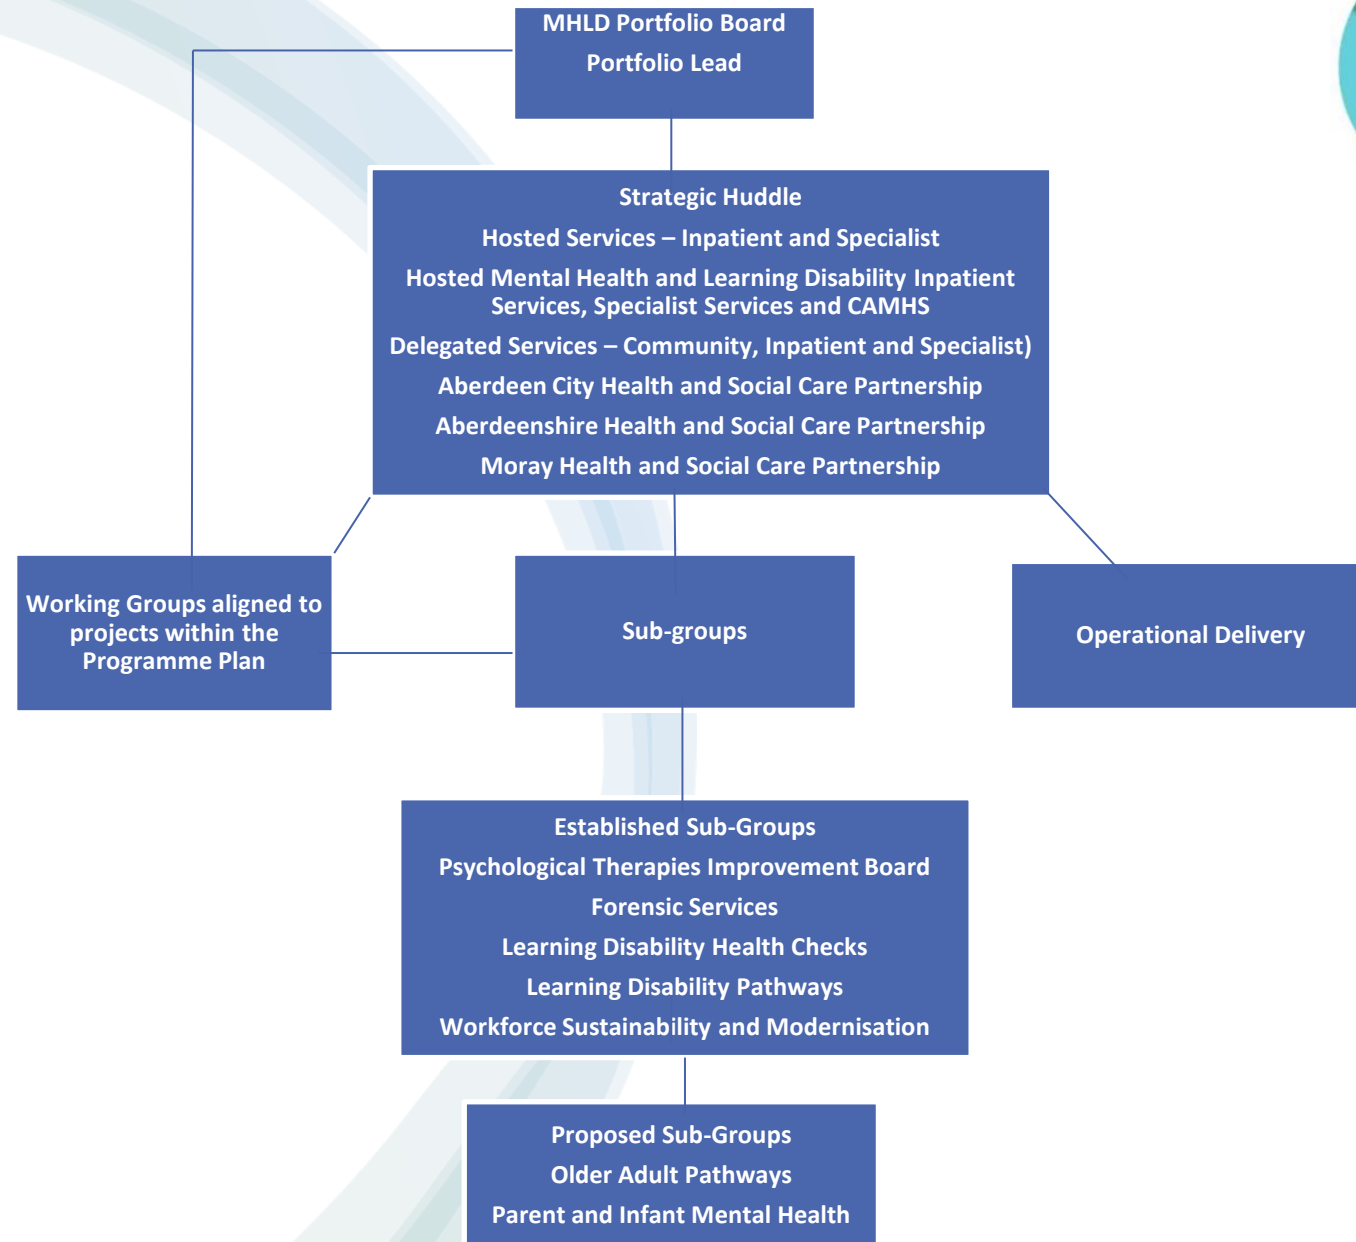 MHLD Portfolio Board
Portfolio Lead
Strategic Huddle
Hosted Services – Inpatient and Specialist
Hosted Mental Health and Learning Disability Inpatient
Services, Specialist Services and CAMHS
Delegated Services – Community, Inpatient and Specialist)
Aberdeen City Health and Social Care Partnership
Aberdeenshire Health and Social Care Partnership
Moray Health and Social Care Partnership
Working Groups aligned to
projects within the
Programme Plan
Sub-groups
Operational Delivery
Established Sub-Groups
Psychological Therapies Improvement Board
Forensic Services
Learning Disability Health Checks
Learning Disability Pathways
Workforce Sustainability and Modernisation
Proposed Sub-Groups
Older Adult Pathways
Parent and Infant Mental Health